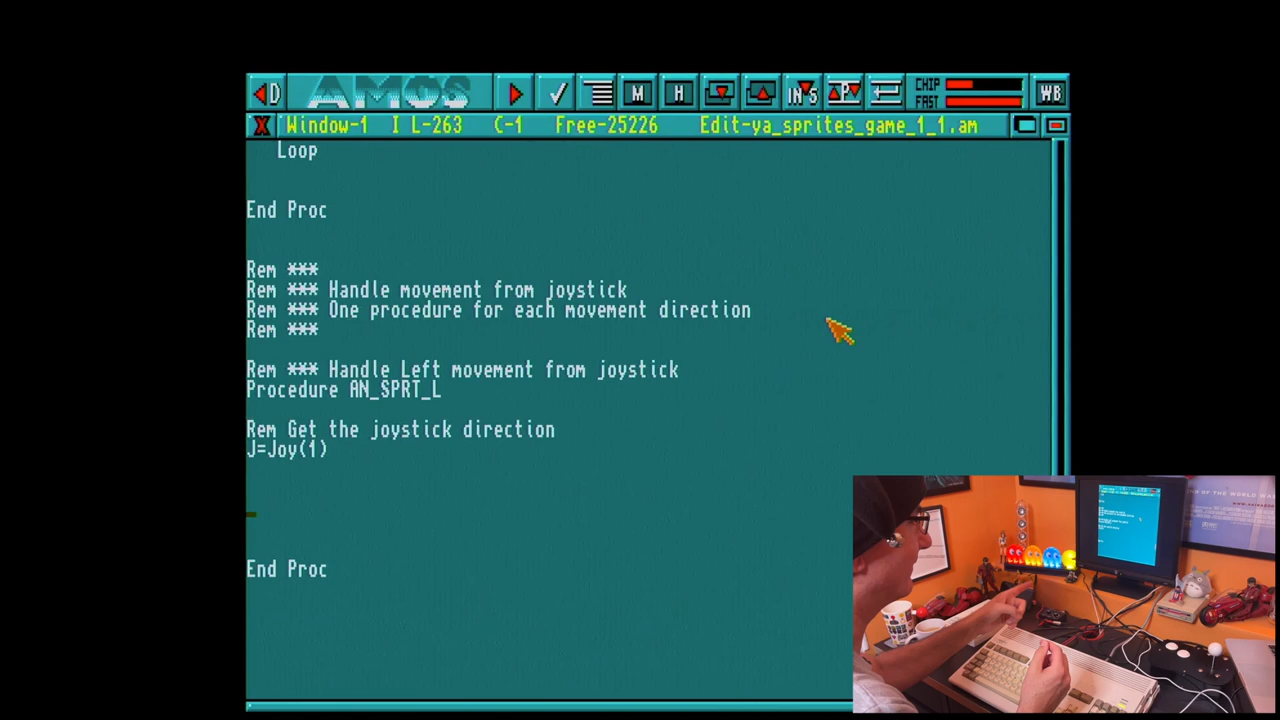 D AMOS M H INS P CHIP FAST WB
X Window-1 I L-263 C-1 Free-25226 Edit-ya_sprites_game_1_1.am
Loop
End Proc
Rem ***
Rem *** Handle movement from joystick
Rem *** One procedure for each movement direction
Rem ***
Rem *** Handle Left movement from joystick
Procedure AN_SPRT_L
Rem Get the joystick direction
J=Joy(1)
End Proc